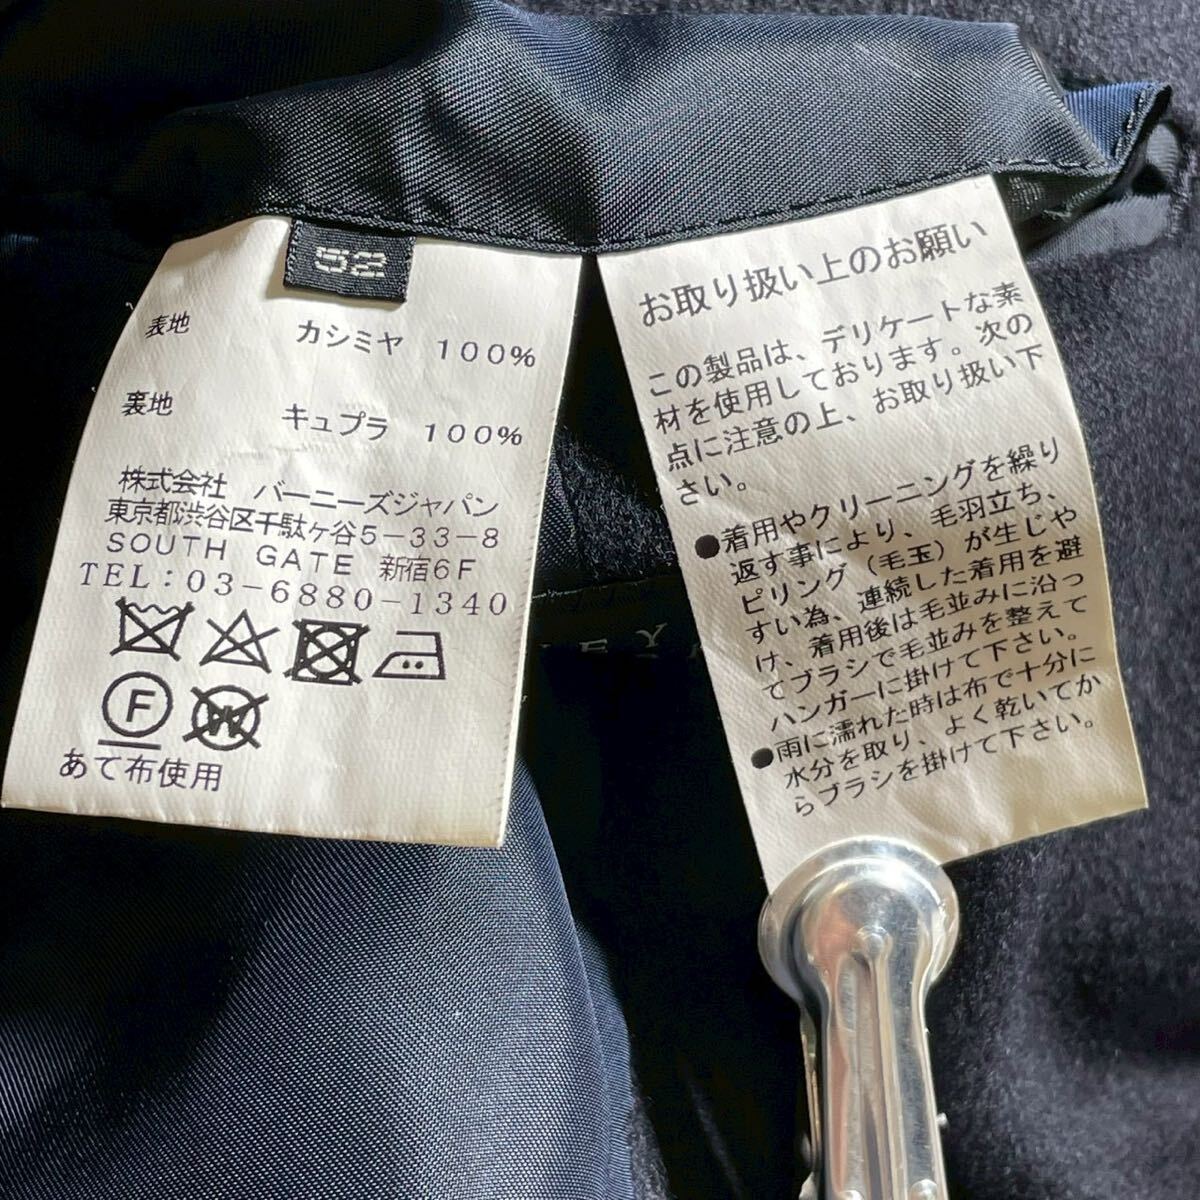 52
表地 カシミヤ 100%
裏地 キュプラ 100%
株式会社 バーニーズジャパン
東京都渋谷区千駄ヶ谷5-33-8
SOUTH GATE 新宿6F
TEL:03-6880-1340
F
W
あて布使用
お取り扱い上のお願い
この製品は、デリケートな素
材を使用しております。次の
点に注意の上、お取り扱い下
さい。
●着用やクリーニングを繰り
返す事により、毛羽立ち、
ピリング(毛玉)が生じや
すい為、連続した着用を避
け、着用後は毛並みに沿っ
てブラシで毛並みを整えて
ハンガーに掛けて下さい。
●雨に濡れた時は布で十分に
水分を取り、よく乾いてか
らブラシを掛けて下さい。